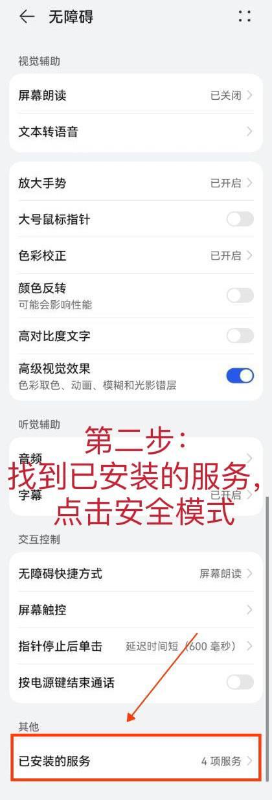 无障碍
视觉辅助
屏幕朗读 已关闭
文本转语音
放大手势 已开启
大号鼠标指针
色彩校正 已开启
颜色反转
可能会影响性能
高对比度文字
高级视觉效果
色彩取色、动画、模糊和光影错层
听觉辅助
第二步：
音频
找到已安装的服务，
字幕 已开启
点击安全模式
交互控制
无障碍快捷方式 屏幕朗读
屏幕触控
指针停止后单击 延迟时间短（600 毫秒）
按电源键结束通话
其他
已安装的服务 4 项服务